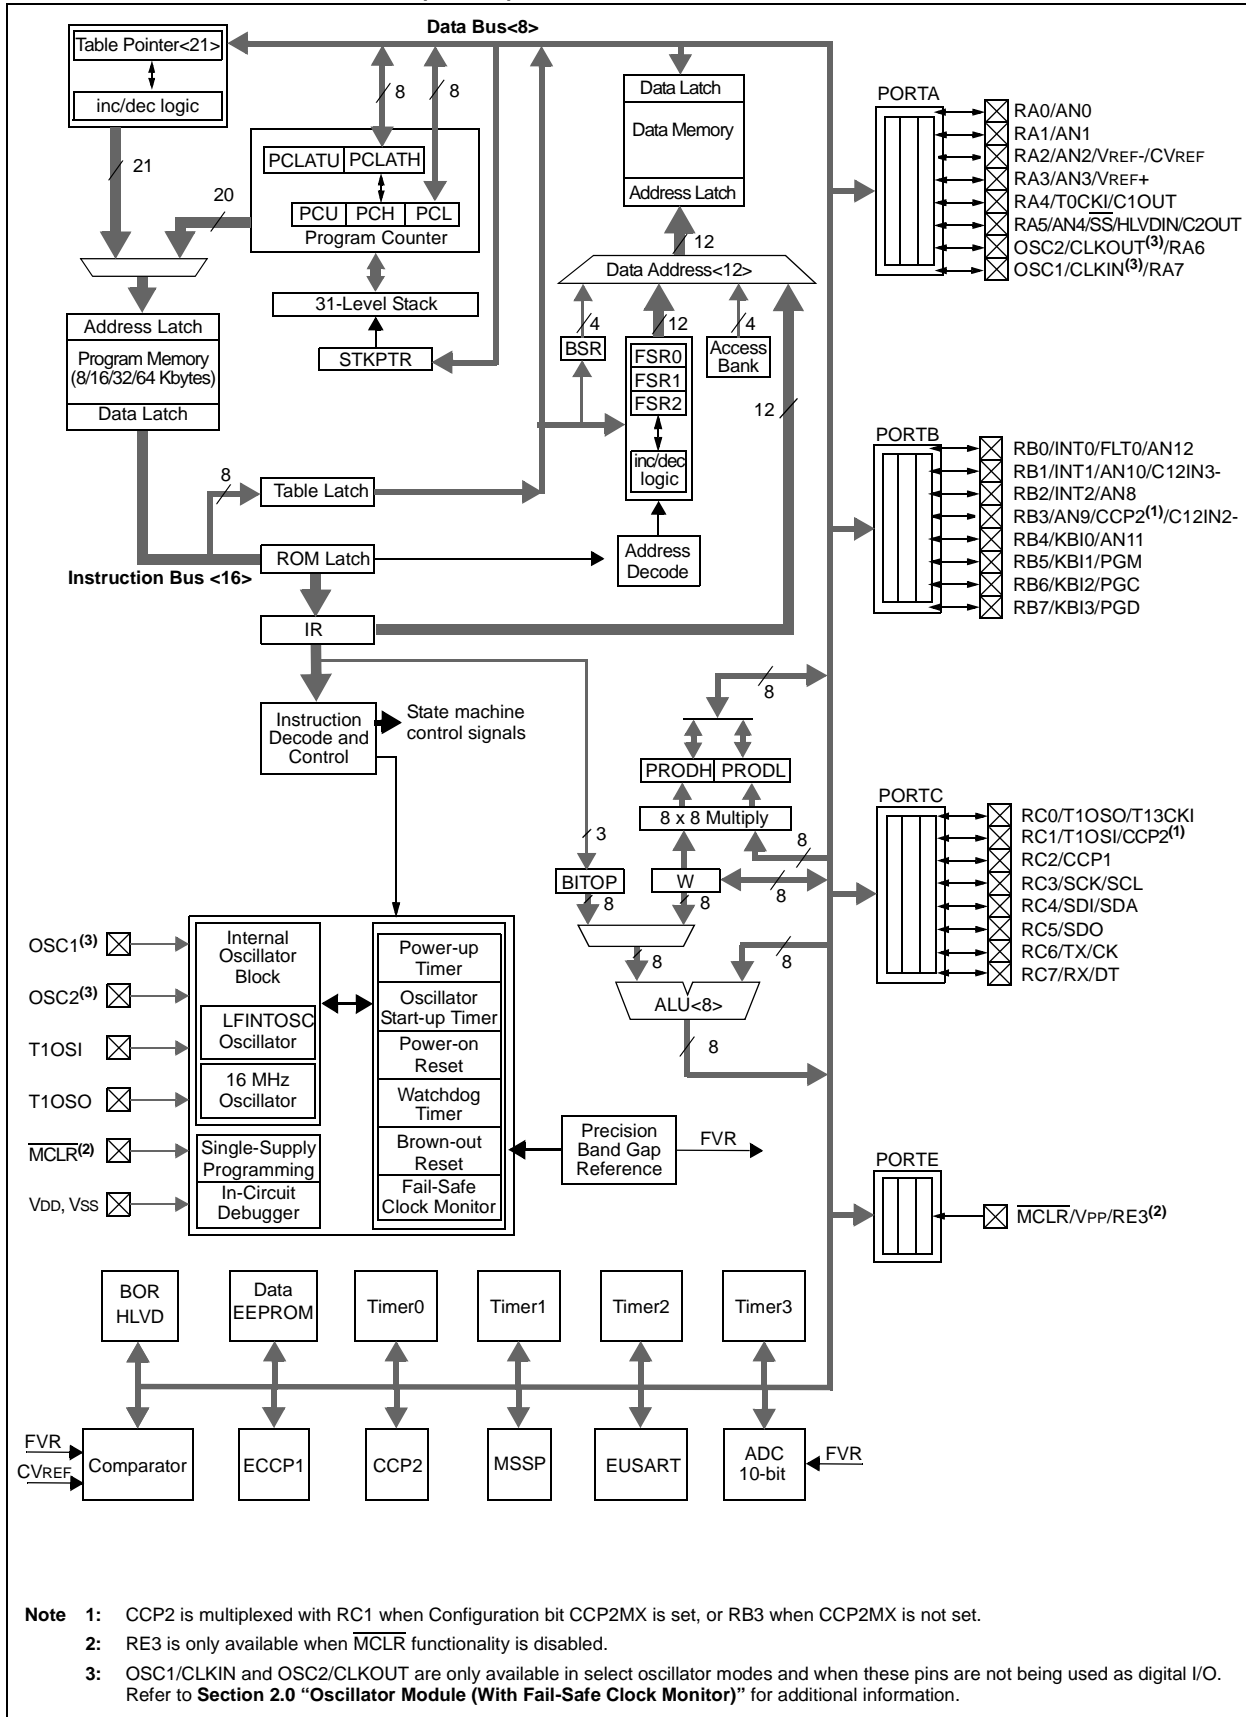 Data Bus<8>
Table Pointer<21>
inc/dec logic
21
20
8
8
PCLATU PCLATH
PCU PCH PCL
Program Counter
31-Level Stack
STKPTR
Address Latch
Program Memory
(8/16/32/64 Kbytes)
Data Latch
Data Latch
Data Memory
Address Latch
12
Data Address<12>
4
12
4
BSR
FSR0
FSR1
FSR2
inc/dec
logic
Access
Bank
12
Address
Decode
8
Table Latch
ROM Latch
Instruction Bus <16>
IR
Instruction
Decode and
Control
State machine
control signals
8
PRODH PRODL
8 x 8 Multiply
3
8
BITOP
W
8
8
8
8
8
ALU<8>
8
PORTA
RA0/AN0
RA1/AN1
RA2/AN2/VREF-/CVREF
RA3/AN3/VREF+
RA4/T0CKI/C1OUT
RA5/AN4/SS/HLVDIN/C2OUT
OSC2/CLKOUT(3)/RA6
OSC1/CLKIN(3)/RA7
PORTB
RB0/INT0/FLT0/AN12
RB1/INT1/AN10/C12IN3-
RB2/INT2/AN8
RB3/AN9/CCP2(1)/C12IN2-
RB4/KBI0/AN11
RB5/KBI1/PGM
RB6/KBI2/PGC
RB7/KBI3/PGD
PORTC
RC0/T1OSO/T13CKI
RC1/T1OSI/CCP2(1)
RC2/CCP1
RC3/SCK/SCL
RC4/SDI/SDA
RC5/SDO
RC6/TX/CK
RC7/RX/DT
PORTE
MCLR/VPP/RE3(2)
OSC1(3)
OSC2(3)
T1OSI
T1OSO
MCLR(2)
VDD, VSS
Internal
Oscillator
Block
LFINTOSC
Oscillator
16 MHz
Oscillator
Single-Supply
Programming
In-Circuit
Debugger
Power-up
Timer
Oscillator
Start-up Timer
Power-on
Reset
Watchdog
Timer
Brown-out
Reset
Fail-Safe
Clock Monitor
Precision
Band Gap
Reference
FVR
BOR
HLVD
Data
EEPROM
Timer0
Timer1
Timer2
Timer3
FVR
CVREF
Comparator
ECCP1
CCP2
MSSP
EUSART
ADC
10-bit
FVR
Note 1: CCP2 is multiplexed with RC1 when Configuration bit CCP2MX is set, or RB3 when CCP2MX is not set.
2: RE3 is only available when MCLR functionality is disabled.
3: OSC1/CLKIN and OSC2/CLKOUT are only available in select oscillator modes and when these pins are not being used as digital I/O.
Refer to Section 2.0 “Oscillator Module (With Fail-Safe Clock Monitor)” for additional information.